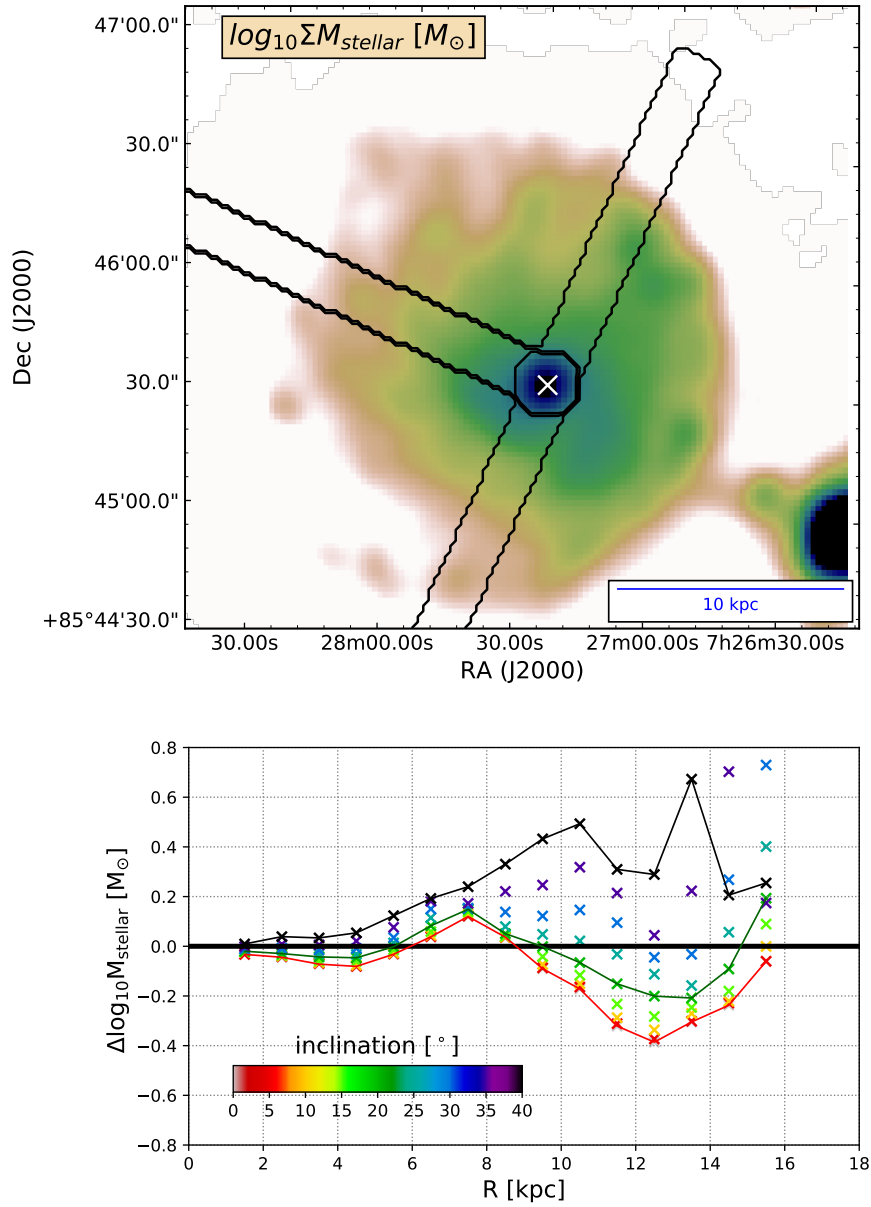 log₁₀ΣM_stellar [M_⊙]
47'00.0"
30.0"
46'00.0"
30.0"
45'00.0"
+85°44'30.0"
Dec (J2000)
10 kpc
30.00s 28m00.00s 30.00s 27m00.00s 7h26m30.00s
RA (J2000)
0.8
0.6
0.4
0.2
0.0
−0.2
−0.4
−0.6
−0.8
Δlog₁₀M_stellar [M_⊙]
inclination [°]
0 5 10 15 20 25 30 35 40
0 2 4 6 8 10 12 14 16 18
R [kpc]